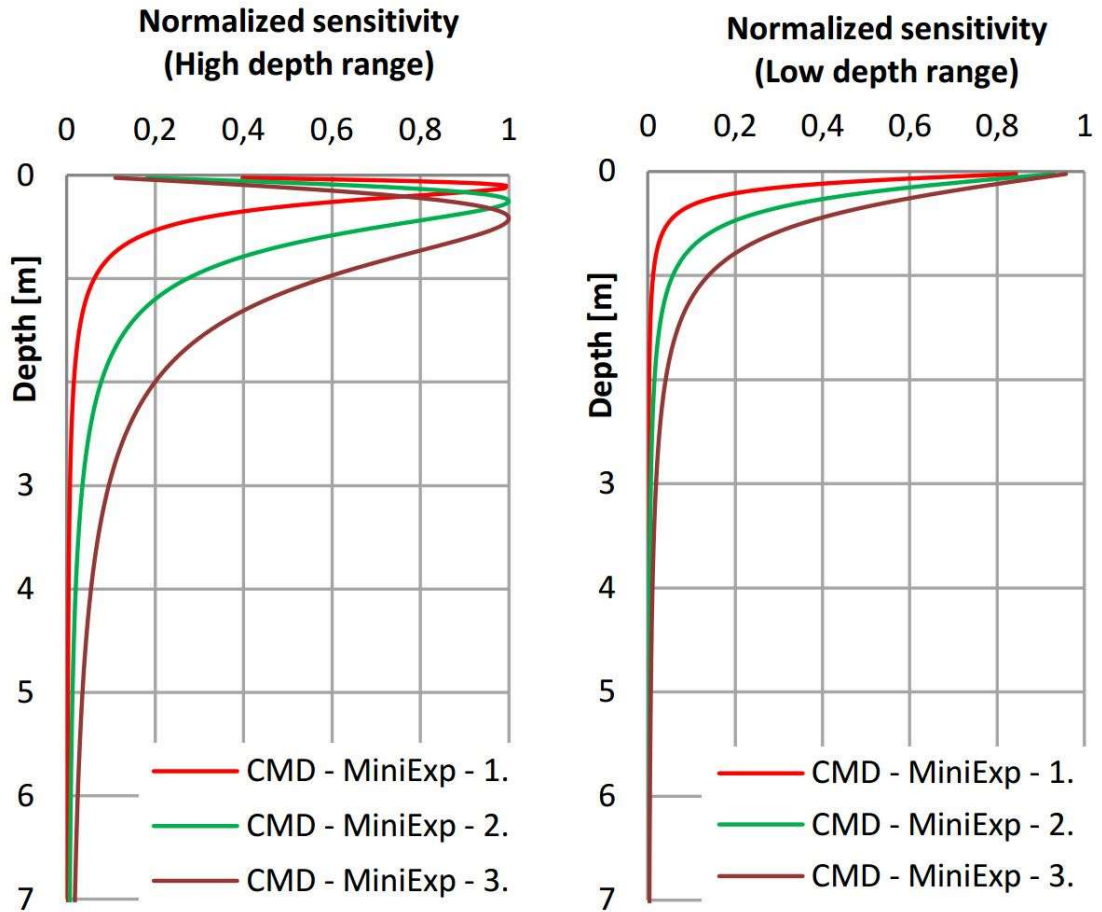 Normalized sensitivity
(High depth range)
0 0,2 0,4 0,6 0,8 1
0
Depth [m]
3
4
5
6
7
CMD - MiniExp - 1.
CMD - MiniExp - 2.
CMD - MiniExp - 3.
Normalized sensitivity
(Low depth range)
0 0,2 0,4 0,6 0,8 1
0
Depth [m]
3
4
5
6
7
CMD - MiniExp - 1.
CMD - MiniExp - 2.
CMD - MiniExp - 3.